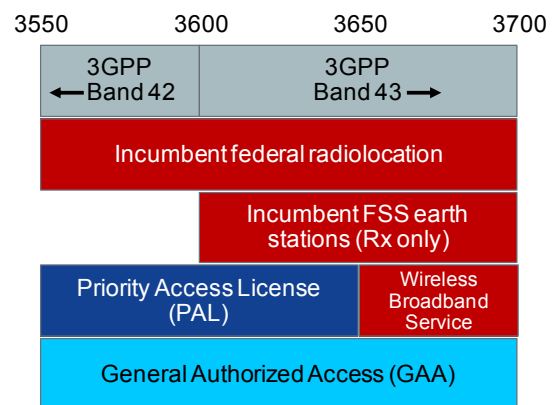 3550 3600 3650 3700
3GPP
Band 42
3GPP
Band 43
Incumbent federal radiolocation
Incumbent FSS earth
stations (Rx only)
Priority Access License
(PAL)
Wireless
Broadband
Service
General Authorized Access (GAA)